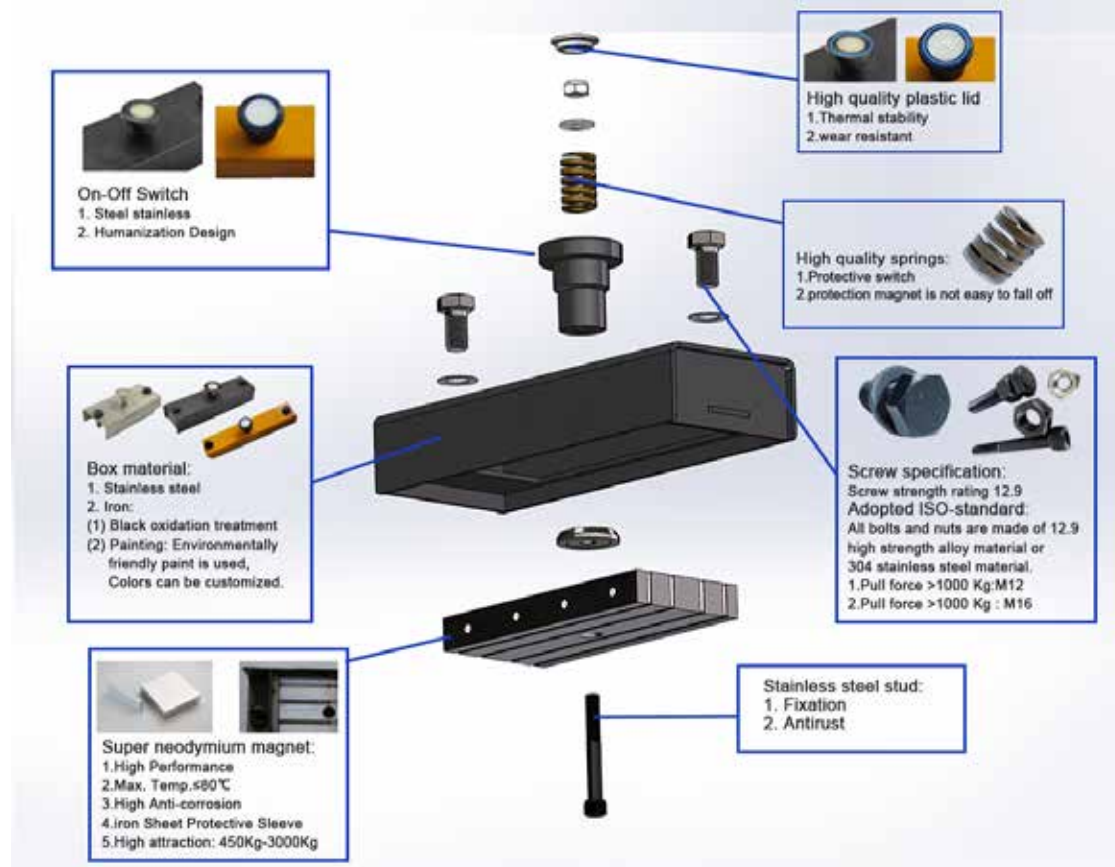 On-Off Switch
1. Steel stainless
2. Humanization Design
High quality plastic lid
1.Thermal stability
2.wear resistant
High quality springs:
1.Protective switch
2.protection magnet is not easy to fall off
Box material:
1. Stainless steel
2. Iron:
(1) Black oxidation treatment
(2) Painting: Environmentally
friendly paint is used,
Colors can be customized.
Screw specification:
Screw strength rating 12.9
Adopted ISO-standard:
All bolts and nuts are made of 12.9
high strength alloy material or
304 stainless steel material.
1.Pull force >1000 Kg:M12
2.Pull force >1000 Kg : M16
Super neodymium magnet:
1.High Performance
2.Max. Temp.≤80℃
3.High Anti-corrosion
4.iron Sheet Protective Sleeve
5.High attraction: 450Kg-3000Kg
Stainless steel stud:
1. Fixation
2. Antirust